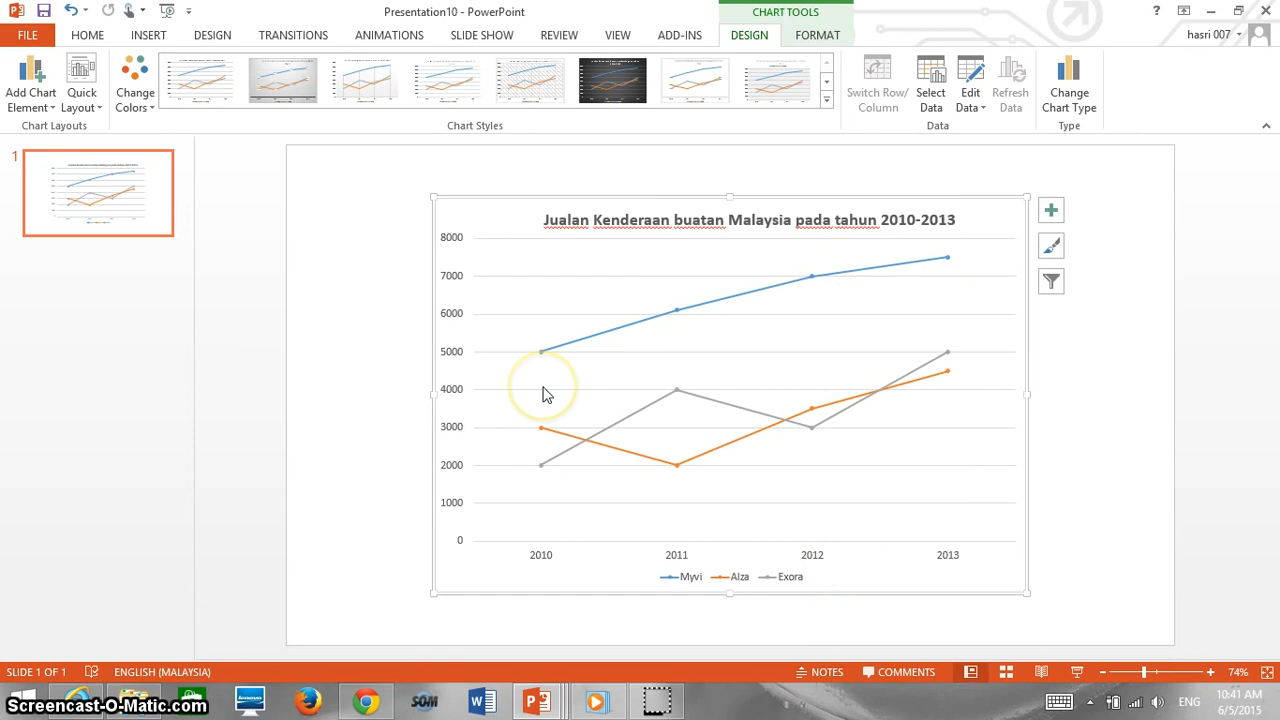 Presentation10 - PowerPoint
CHART TOOLS
?
FILE
HOME
INSERT
DESIGN
TRANSITIONS
ANIMATIONS
SLIDE SHOW
REVIEW
VIEW
ADD-INS
DESIGN
FORMAT
hasri 007
Add Chart
Element
Quick
Layout
Change
Colors
Switch Row/
Column
Select
Data
Edit
Data
Refresh
Data
Change
Chart Type
Chart Layouts
Chart Styles
Data
Type
1
Jualan Kenderaan buatan Malaysia pada tahun 2010-2013
8000
7000
6000
5000
4000
3000
2000
1000
0
2010
2011
2012
2013
Myvi
Alza
Exora
SLIDE 1 OF 1
ENGLISH (MALAYSIA)
NOTES
COMMENTS
74%
lenovo
SOM
ENG
10:41 AM
6/5/2015
Screencast-O-Matic.com